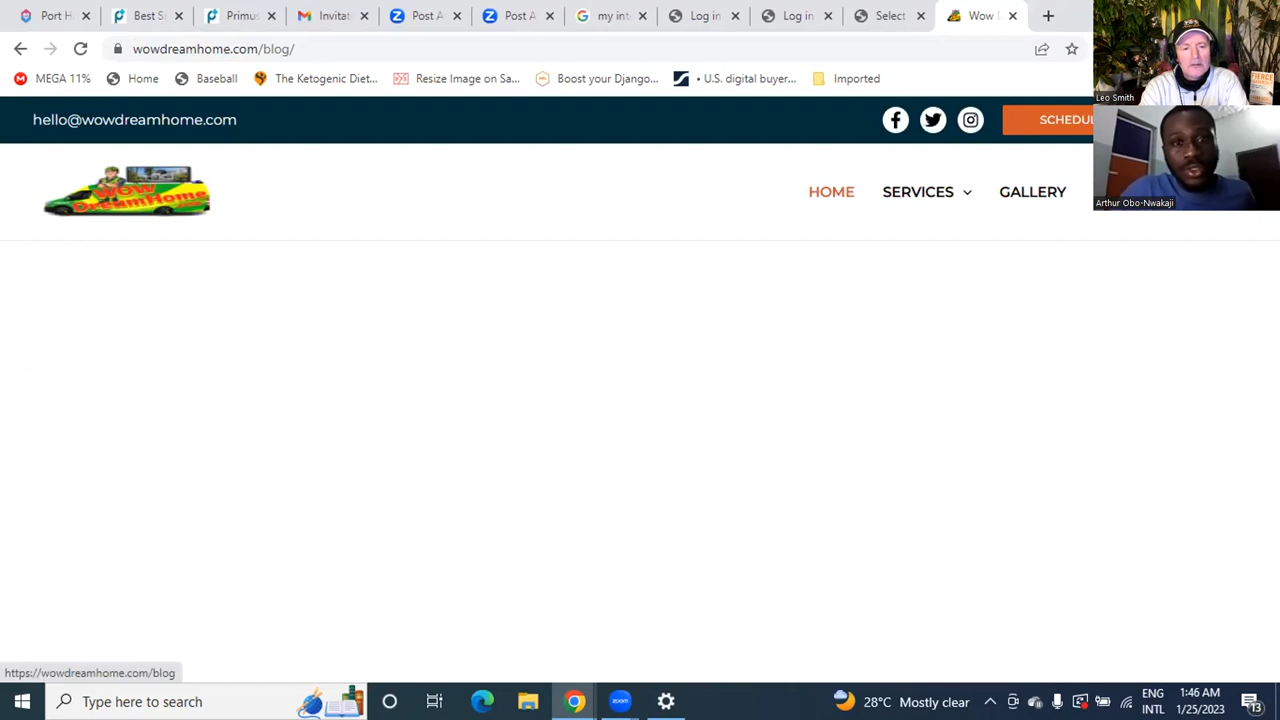 Port H
Best S
Primus
Invitat
Post A
Post A
my int
Log in
Log in
Select
Wow
wowdreamhome.com/blog/
MEGA 11%
Home
Baseball
The Ketogenic Diet...
Resize Image on Sa...
Boost your Django...
• U.S. digital buyer...
Imported
hello@wowdreamhome.com
SCHEDU
WOW
DreamHome
HOME
SERVICES
GALLERY
Leo Smith
FIERCE
Arthur Obo-Nwakaji
https://wowdreamhome.com/blog
Type here to search
zoom
28°C Mostly clear
ENG
INTL
1:46 AM
1/25/2023
13